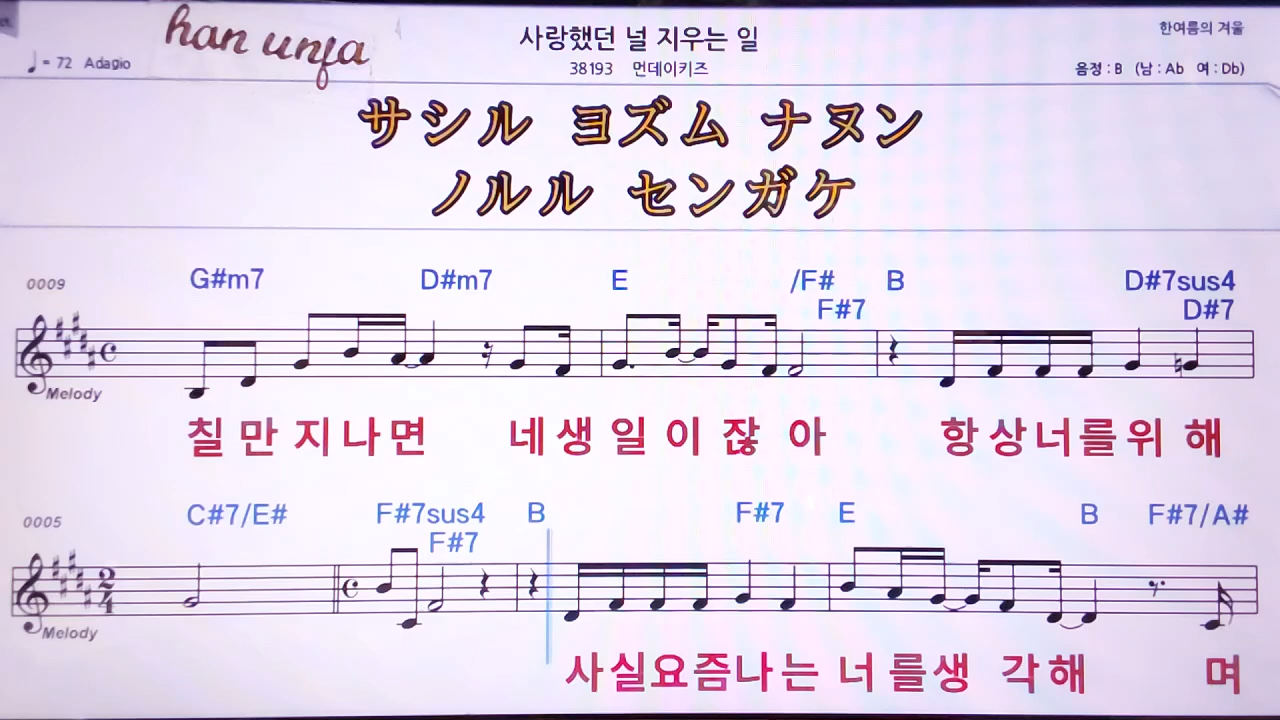 han unfa
사랑했던 널 지우는 일
한여름의 겨울
♩= 72 Adagio
38193 먼데이키즈
음정 : B (남 : Ab 여 : Db)
サシル ヨズム ナヌン
ノルル センガケ
0009 G#m7 D#m7 E /F# B D#7sus4
F#7 D#7
Melody
칠 만 지 나 면 네 생 일 이 잖 아 항 상 너 를 위 해
0005 C#7/E# F#7sus4 B F#7 E B F#7/A#
F#7
2
4
Melody
사 실 요 즘 나 는 너 를 생 각 해 며